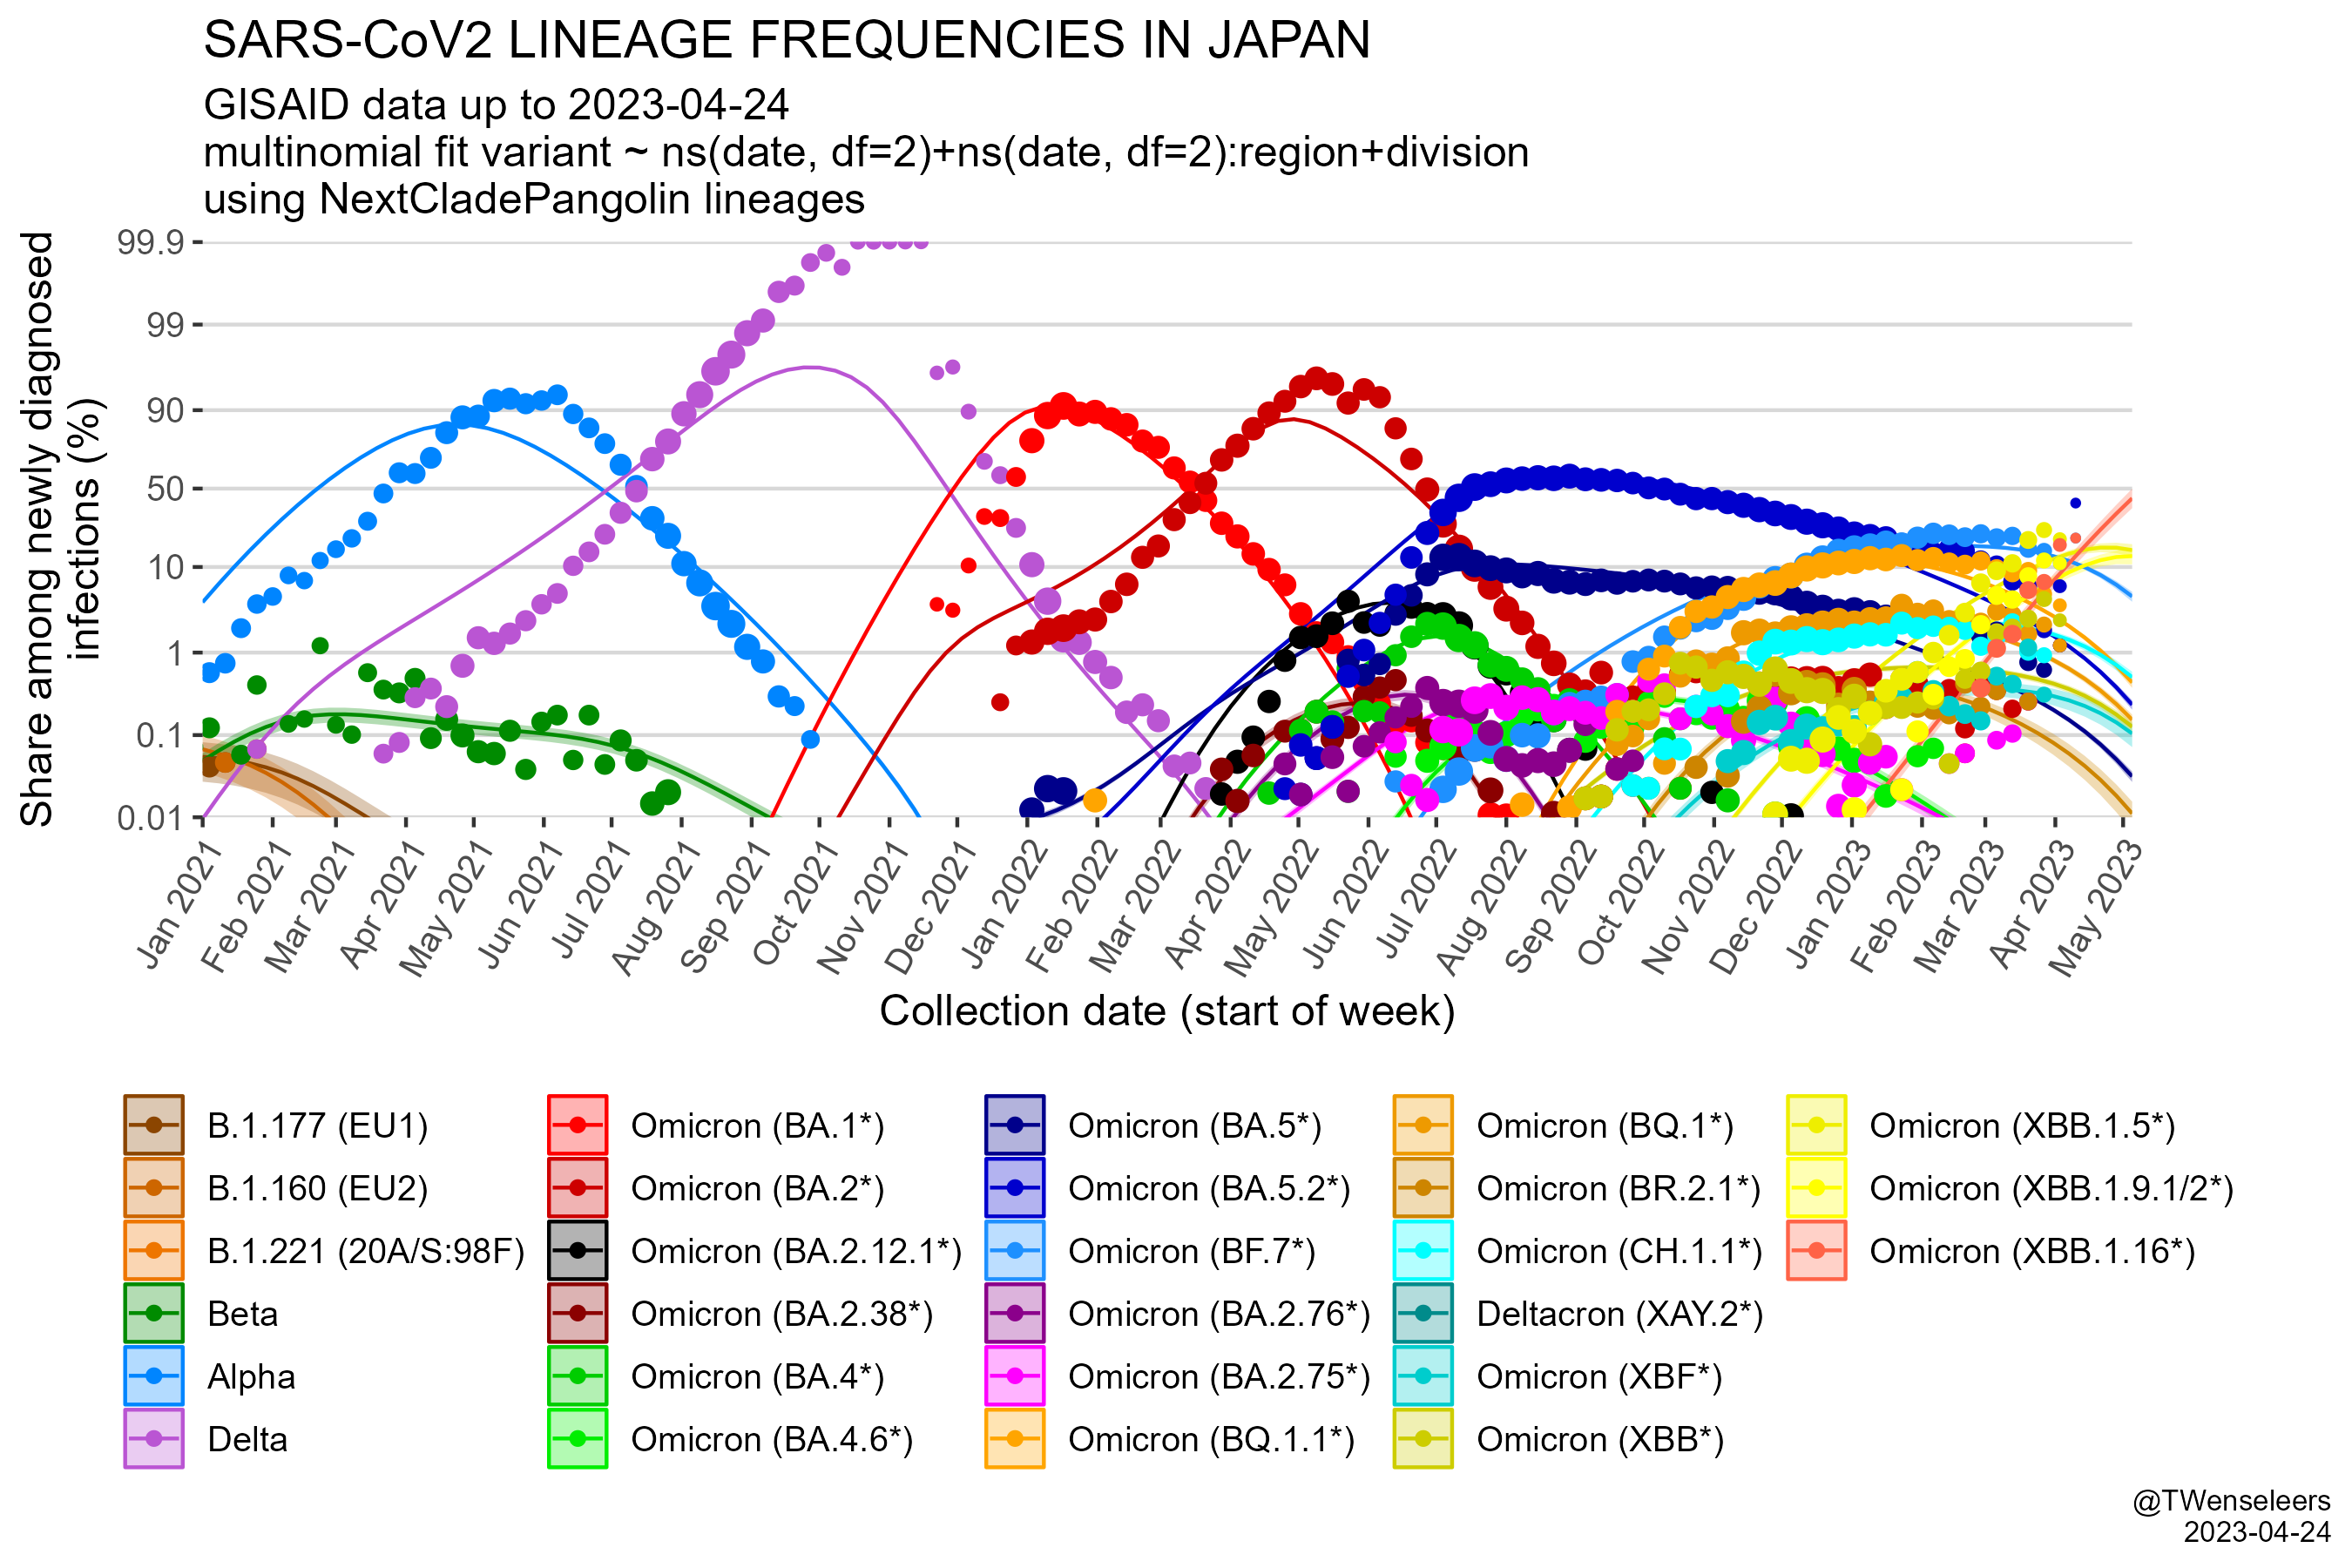 SARS-CoV2 LINEAGE FREQUENCIES IN JAPAN
GISAID data up to 2023-04-24
multinomial fit variant ~ ns(date, df=2)+ns(date, df=2):region+division
using NextCladePangolin lineages
Share among newly diagnosed
infections (%)
99.9
99
90
50
10
1
0.1
0.01
Jan 2021
Feb 2021
Mar 2021
Apr 2021
May 2021
Jun 2021
Jul 2021
Aug 2021
Sep 2021
Oct 2021
Nov 2021
Dec 2021
Jan 2022
Feb 2022
Mar 2022
Apr 2022
May 2022
Jun 2022
Jul 2022
Aug 2022
Sep 2022
Oct 2022
Nov 2022
Dec 2022
Jan 2023
Feb 2023
Mar 2023
Apr 2023
May 2023
Collection date (start of week)
B.1.177 (EU1)
B.1.160 (EU2)
B.1.221 (20A/S:98F)
Beta
Alpha
Delta
Omicron (BA.1*)
Omicron (BA.2*)
Omicron (BA.2.12.1*)
Omicron (BA.2.38*)
Omicron (BA.4*)
Omicron (BA.4.6*)
Omicron (BA.5*)
Omicron (BA.5.2*)
Omicron (BF.7*)
Omicron (BA.2.76*)
Omicron (BA.2.75*)
Omicron (BQ.1.1*)
Omicron (BQ.1*)
Omicron (BR.2.1*)
Omicron (CH.1.1*)
Deltacron (XAY.2*)
Omicron (XBF*)
Omicron (XBB*)
Omicron (XBB.1.5*)
Omicron (XBB.1.9.1/2*)
Omicron (XBB.1.16*)
@TWenseleers
2023-04-24